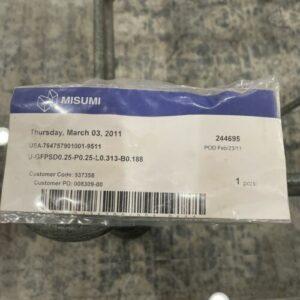 MISUMI
Thursday, March 03, 2011
244695
USA-764757901001-9511
POD Feb/23/11
U-GFPSD0.25-P0.25-L0.313-B0.188
1 pcs
Customer Code: 537358
Customer PO: 008309-00